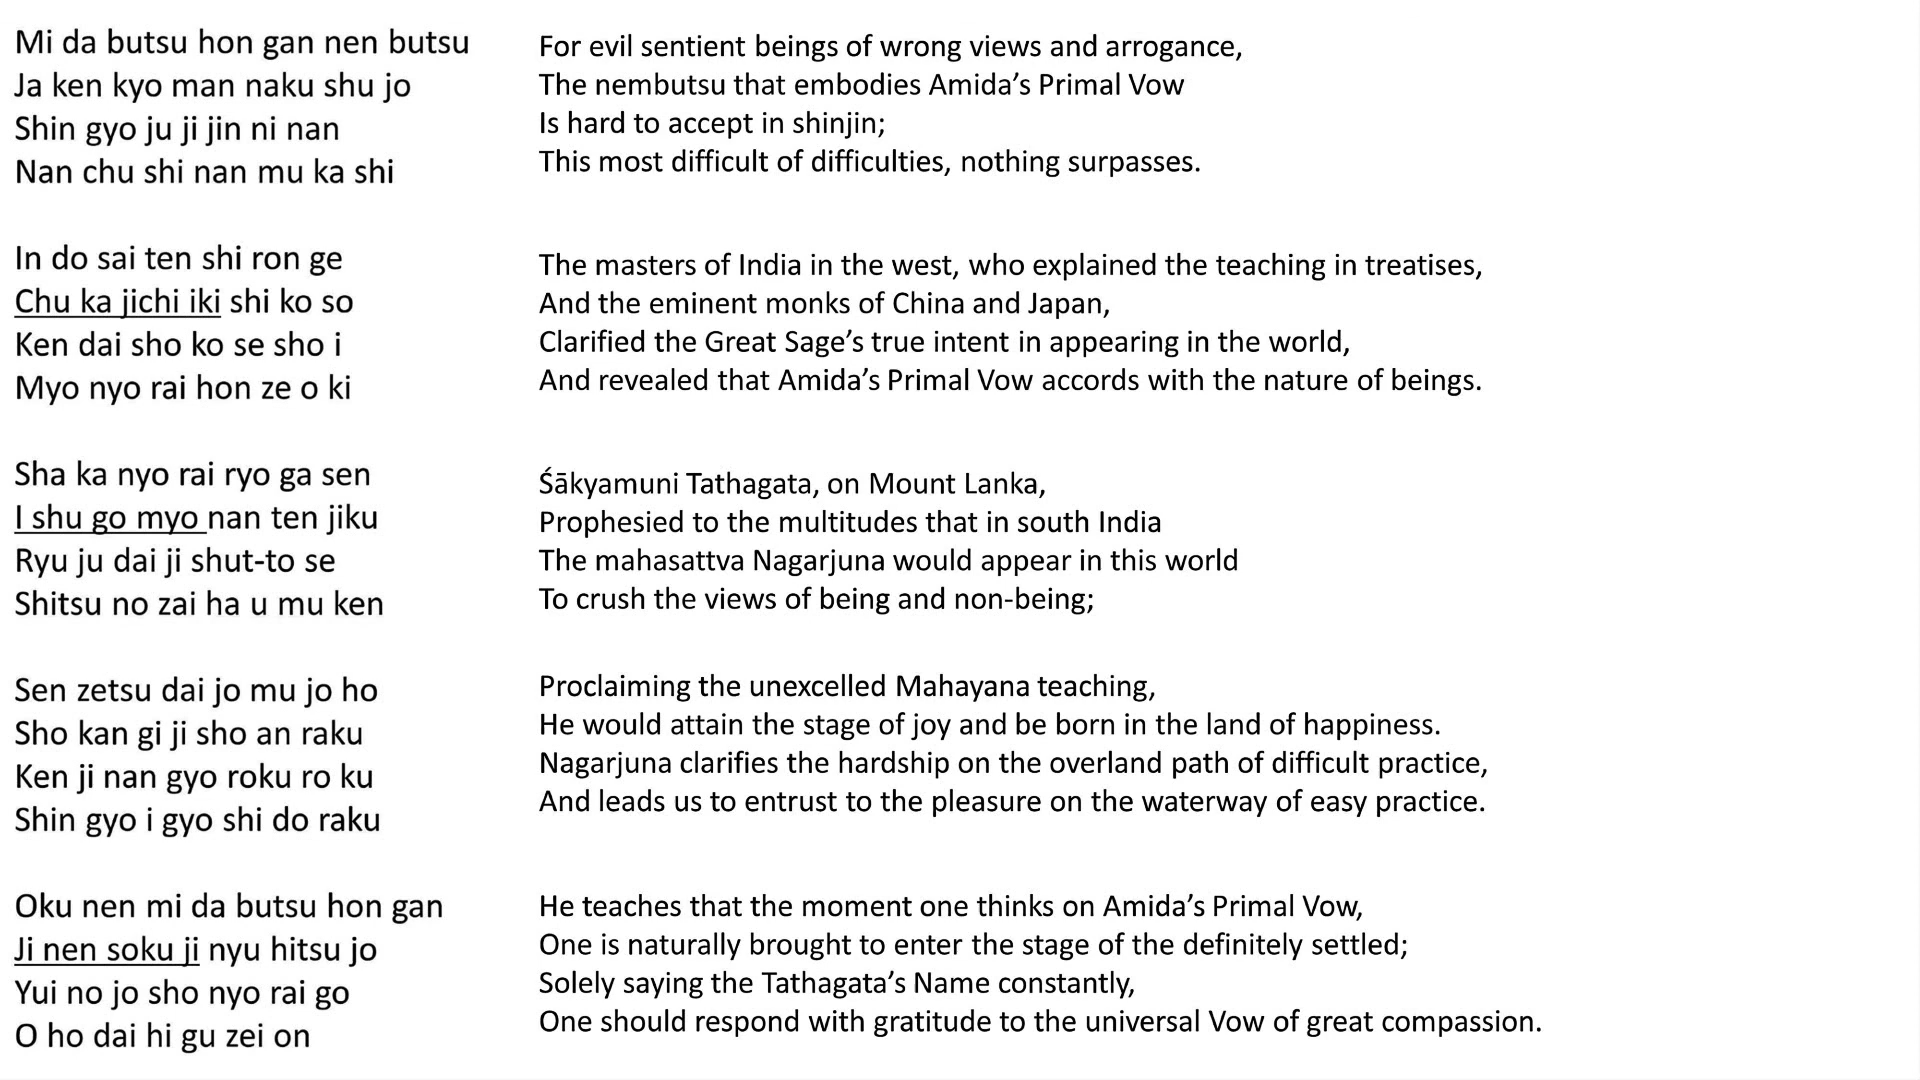 Mi da butsu hon gan nen butsu
Ja ken kyo man naku shu jo
Shin gyo ju ji jin ni nan
Nan chu shi nan mu ka shi
For evil sentient beings of wrong views and arrogance,
The nembutsu that embodies Amida’s Primal Vow
Is hard to accept in shinjin;
This most difficult of difficulties, nothing surpasses.
In do sai ten shi ron ge
Chu ka jichi iki shi ko so
Ken dai sho ko se sho i
Myo nyo rai hon ze o ki
The masters of India in the west, who explained the teaching in treatises,
And the eminent monks of China and Japan,
Clarified the Great Sage’s true intent in appearing in the world,
And revealed that Amida’s Primal Vow accords with the nature of beings.
Sha ka nyo rai ryo ga sen
I shu go myo nan ten jiku
Ryu ju dai ji shut-to se
Shitsu no zai ha u mu ken
Śākyamuni Tathagata, on Mount Lanka,
Prophesied to the multitudes that in south India
The mahasattva Nagarjuna would appear in this world
To crush the views of being and non-being;
Sen zetsu dai jo mu jo ho
Sho kan gi ji sho an raku
Ken ji nan gyo roku ro ku
Shin gyo i gyo shi do raku
Proclaiming the unexcelled Mahayana teaching,
He would attain the stage of joy and be born in the land of happiness.
Nagarjuna clarifies the hardship on the overland path of difficult practice,
And leads us to entrust to the pleasure on the waterway of easy practice.
Oku nen mi da butsu hon gan
Ji nen soku ji nyu hitsu jo
Yui no jo sho nyo rai go
O ho dai hi gu zei on
He teaches that the moment one thinks on Amida’s Primal Vow,
One is naturally brought to enter the stage of the definitely settled;
Solely saying the Tathagata’s Name constantly,
One should respond with gratitude to the universal Vow of great compassion.